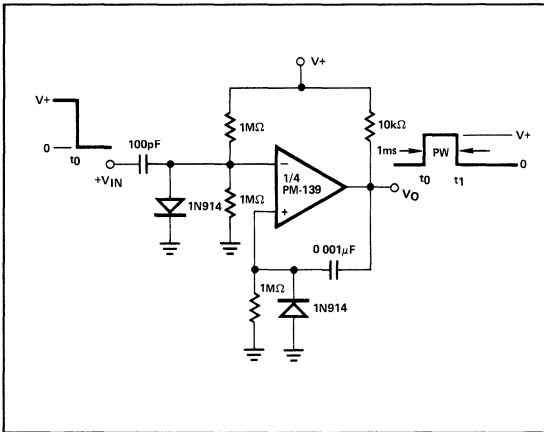 V+
V+
0
t0
100pF
+VIN
1MΩ
1N914
1MΩ
−
1/4
PM-139
+
10kΩ
1ms
PW
V+
0
t0
t1
VO
0 001μF
1MΩ
1N914